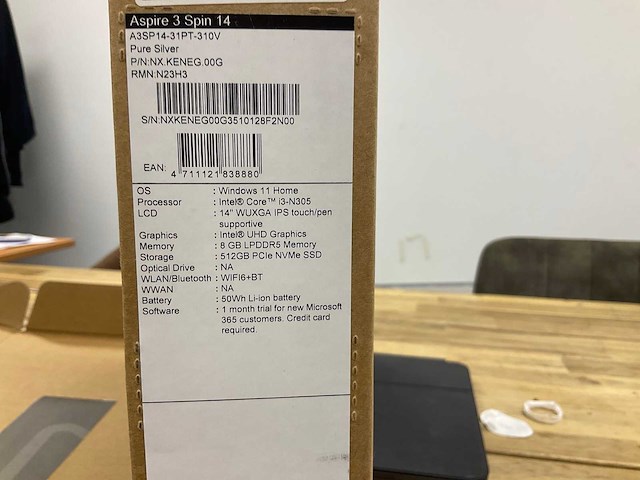 Aspire 3 Spin 14
A3SP14-31PT-310V
Pure Silver
P/N:NX.KENEG.00G
RMN:N23H3
S/N:NXKENEG00G3510128F2N00
EAN: 4 711121 838880
OS : Windows 11 Home
Processor : Intel® Core™ i3-N305
LCD : 14" WUXGA IPS touch/pen
supportive
Graphics : Intel® UHD Graphics
Memory : 8 GB LPDDR5 Memory
Storage : 512GB PCIe NVMe SSD
Optical Drive : NA
WLAN/Bluetooth : WIFI6+BT
WWAN : NA
Battery : 50Wh Li-ion battery
Software : 1 month trial for new Microsoft
365 customers. Credit card
required.